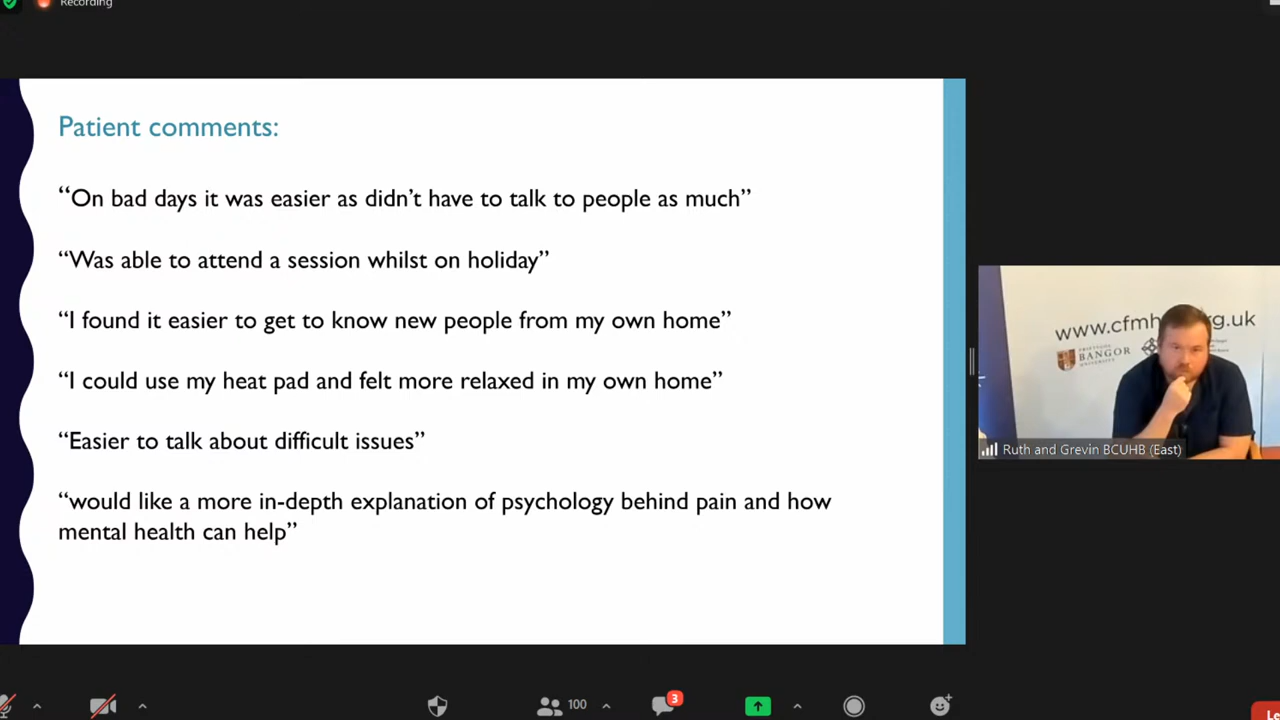 Recording
Patient comments:
“On bad days it was easier as didn’t have to talk to people as much”
“Was able to attend a session whilst on holiday”
“I found it easier to get to know new people from my own home”
“I could use my heat pad and felt more relaxed in my own home”
“Easier to talk about difficult issues”
“would like a more in-depth explanation of psychology behind pain and how
mental health can help”
BANGOR
UNIVERSITY
Ruth and Grevin BCUHB (East)
100
3